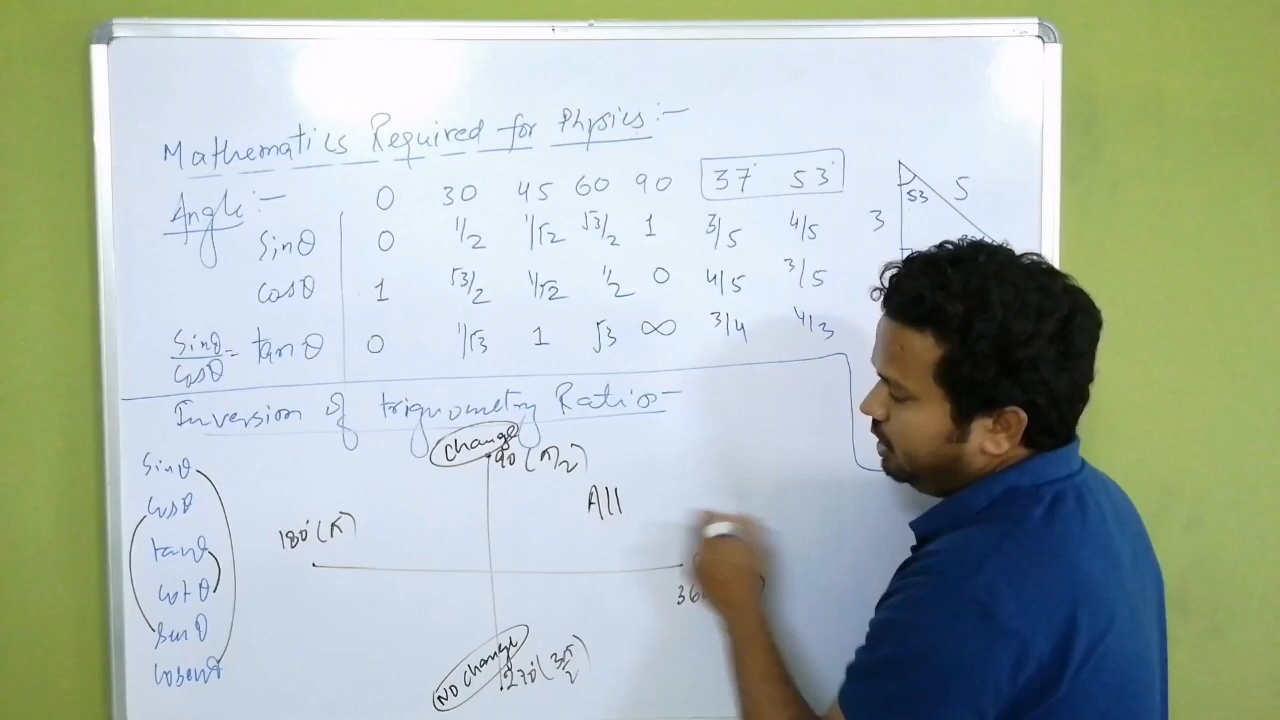 Mathematics Required for Physics:-
Angle:- 0 30 45 60 90 37° 53°
Sinθ 0 1/2 1/√2 √3/2 1 3/5 4/5
Cosθ 1 √3/2 1/√2 1/2 0 4/5 3/5
Sinθ/Cosθ = tanθ 0 1/√3 1 √3 ∞ 3/4 4/3
53 5
3
Inversion of trignometry Ratios-
Sinθ
Cosθ
tanθ
Cotθ
Secθ
Cosecθ
Change
90 (π/2)
All
180° (π)
36
No change
270° (3π/2)